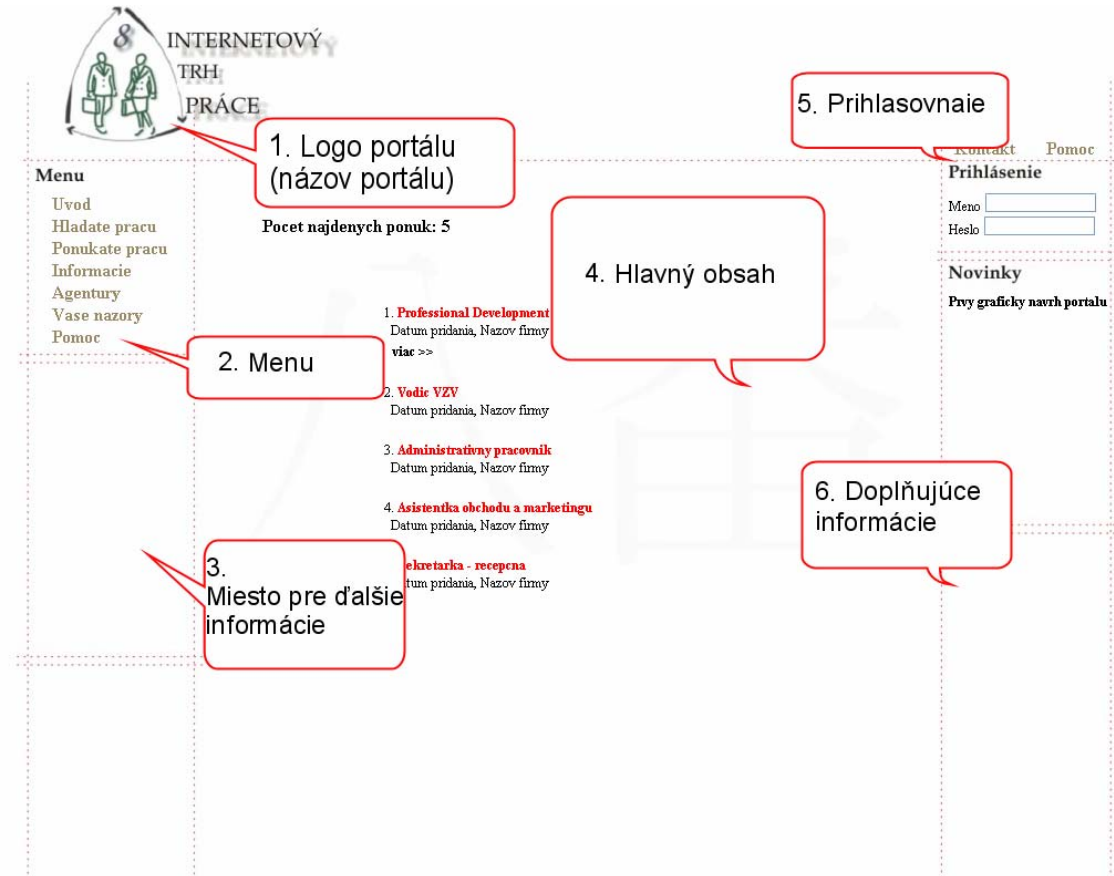 8
INTERNETOVÝ
TRH
PRÁCE
1. Logo portálu
(názov portálu)
5. Prihlasovnaie
Kontakt Pomoc
Menu
Uvod
Hladate pracu
Ponukate pracu
Informacie
Agentury
Vase nazory
Pomoc
2. Menu
3.
Miesto pre ďalšie
informácie
Pocet najdenych ponuk: 5
4. Hlavný obsah
1. Professional Development
Datum pridania, Nazov firmy
viac >>
2. Vodic VZV
Datum pridania, Nazov firmy
3. Administrativny pracovnik
Datum pridania, Nazov firmy
4. Asistentka obchodu a marketingu
Datum pridania, Nazov firmy
ekretarka - recepcna
tum pridania, Nazov firmy
Prihlásenie
Meno
Heslo
Novinky
Prvy graficky navrh portalu
6. Doplňujúce
informácie